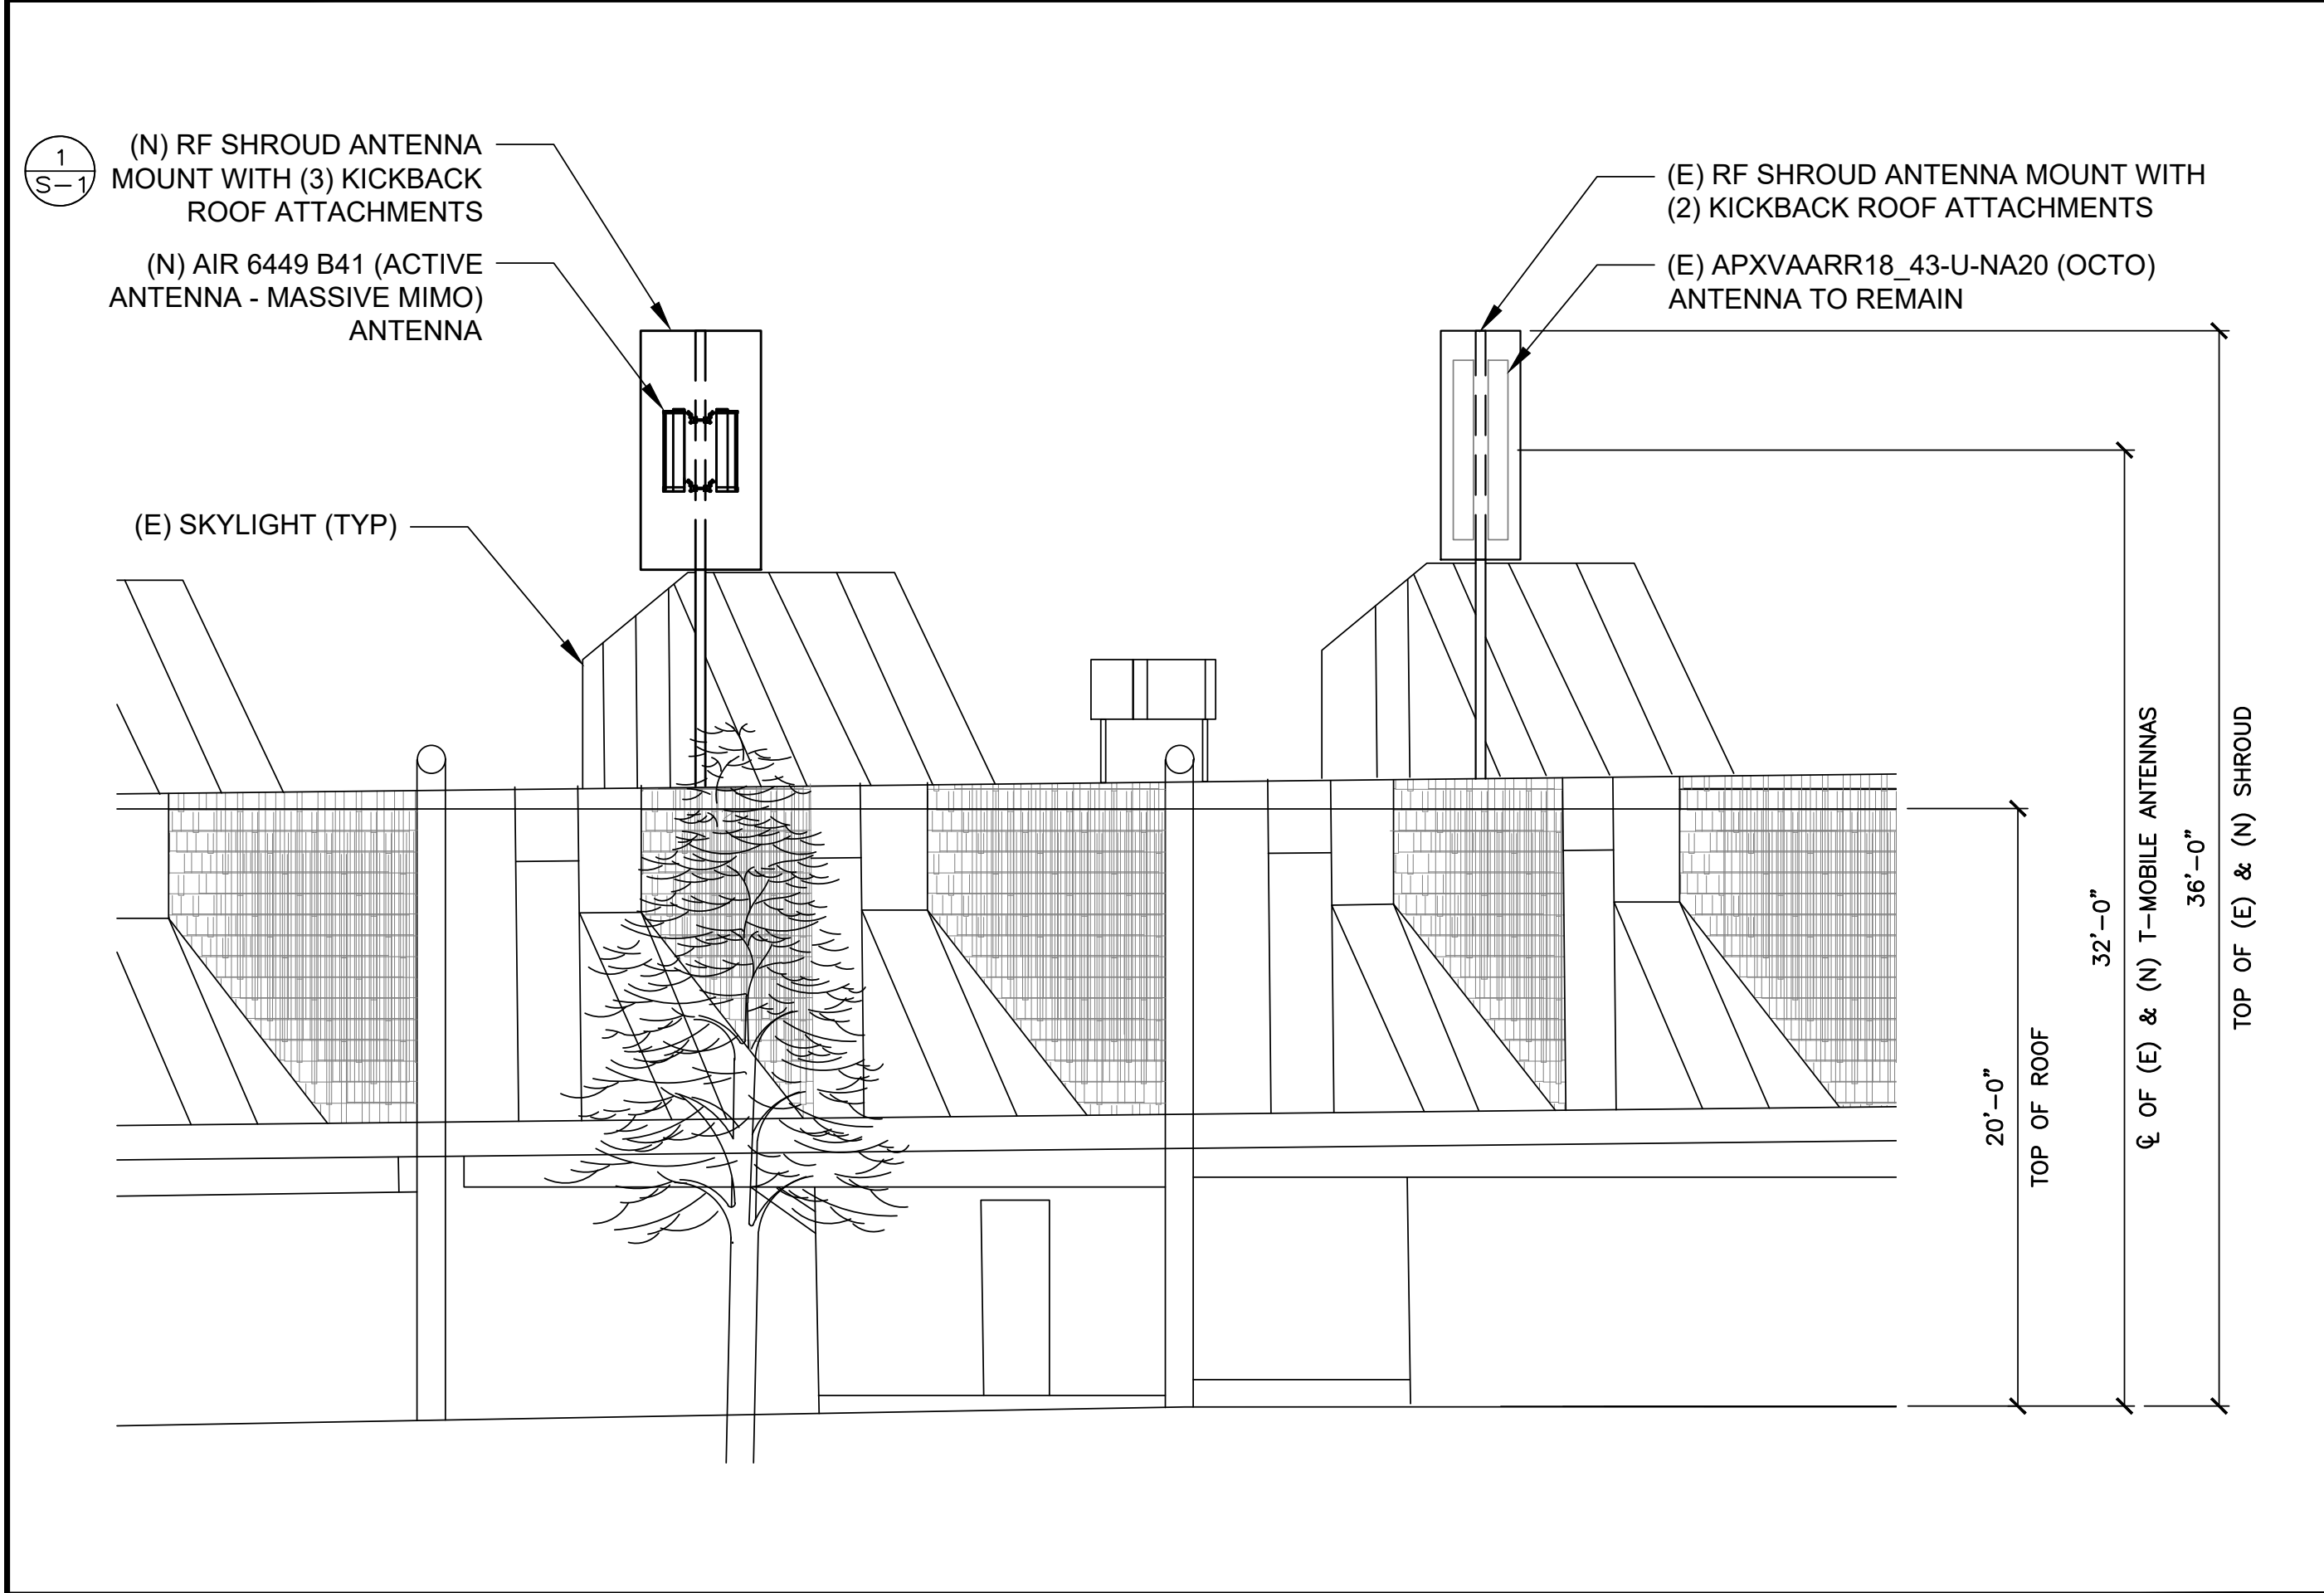 1
S-1
(N) RF SHROUD ANTENNA
MOUNT WITH (3) KICKBACK
ROOF ATTACHMENTS
(N) AIR 6449 B41 (ACTIVE
ANTENNA - MASSIVE MIMO)
ANTENNA
(E) SKYLIGHT (TYP)
(E) RF SHROUD ANTENNA MOUNT WITH
(2) KICKBACK ROOF ATTACHMENTS
(E) APXVAARR18_43-U-NA20 (OCTO)
ANTENNA TO REMAIN
20'-0"
TOP OF ROOF
32'-0"
℄ OF (E) & (N) T-MOBILE ANTENNAS
36'-0"
TOP OF (E) & (N) SHROUD